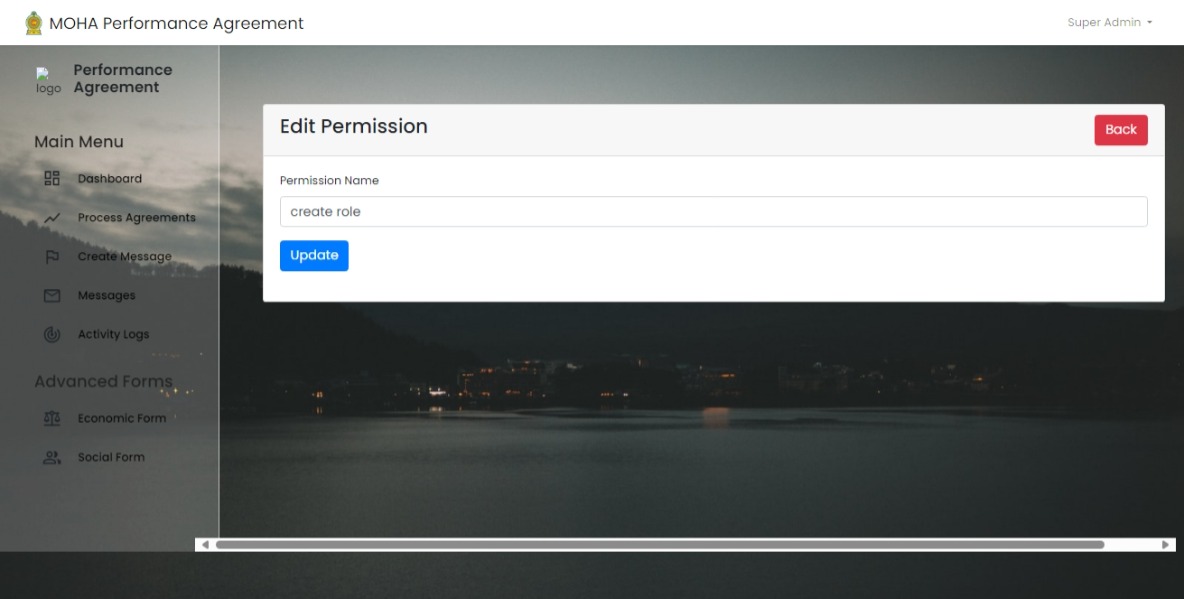 MOHA Performance Agreement
Super Admin
logo
Performance
Agreement
Main Menu
Dashboard
Process Agreements
Create Message
Messages
Activity Logs
Advanced Forms
Economic Form
Social Form
Edit Permission
Back
Permission Name
create role
Update